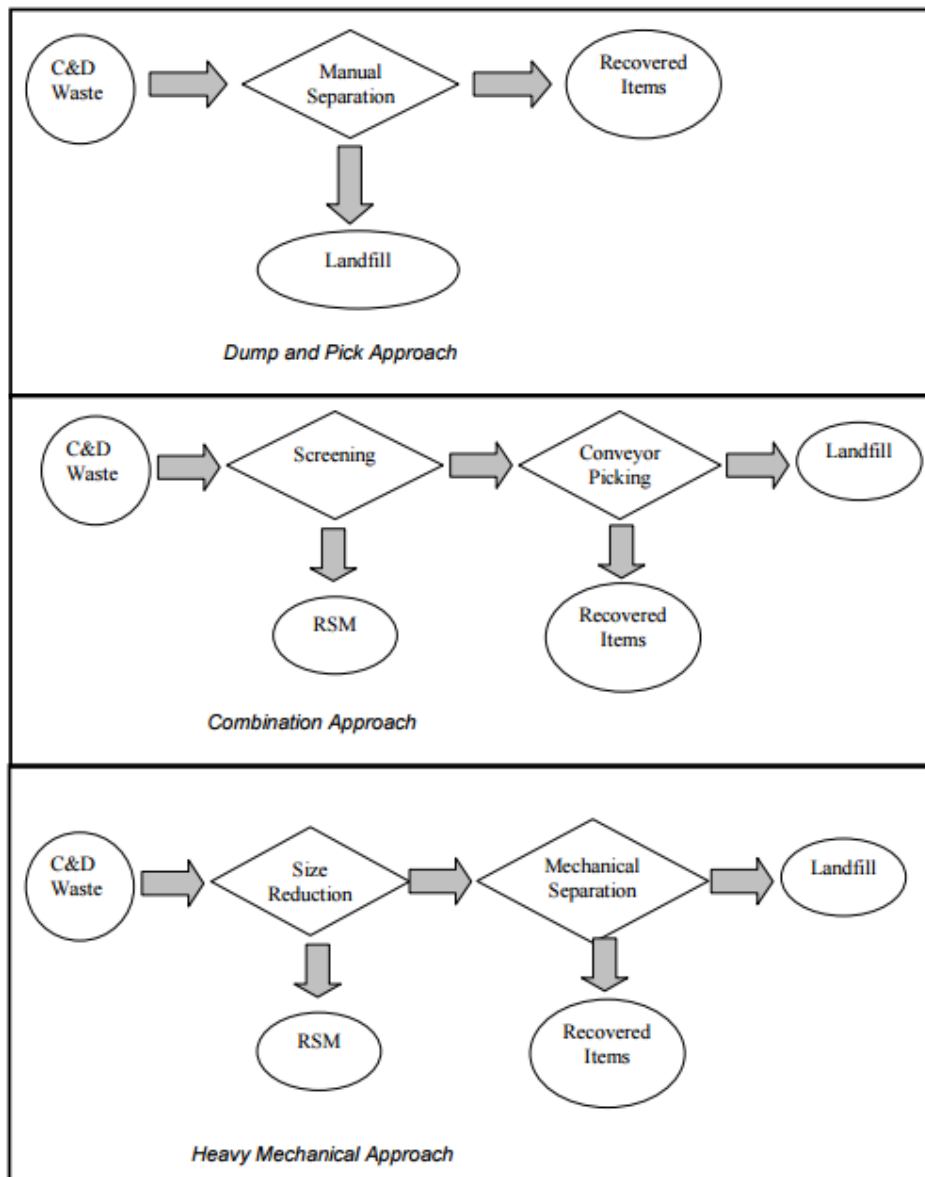 C&D
Waste
Manual
Separation
Recovered
Items
Landfill
Dump and Pick Approach
C&D
Waste
Screening
Conveyor
Picking
Landfill
RSM
Recovered
Items
Combination Approach
C&D
Waste
Size
Reduction
Mechanical
Separation
Landfill
RSM
Recovered
Items
Heavy Mechanical Approach